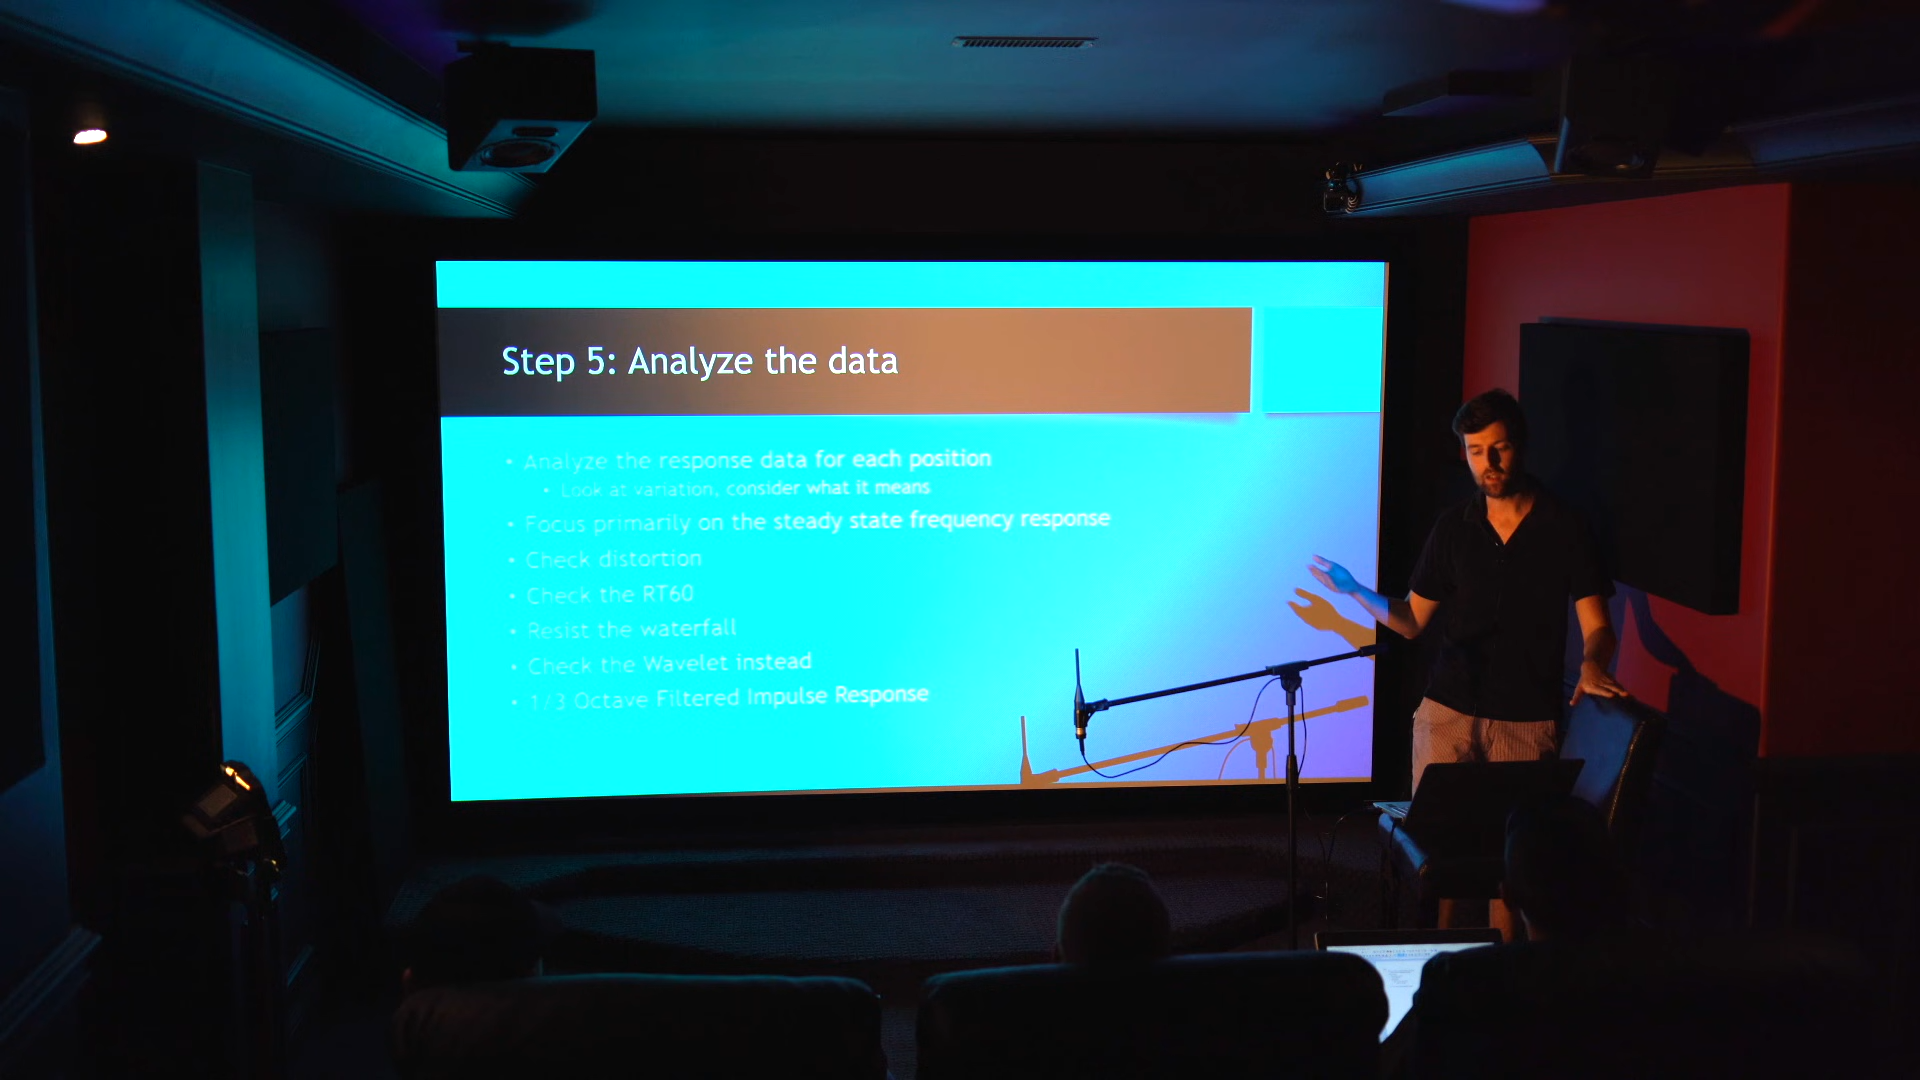 Step 5: Analyze the data
• Analyze the response data for each position
• Look at variation, consider what it means
• Focus primarily on the steady state frequency response
• Check distortion
• Check the RT60
• Resist the waterfall
• Check the Wavelet instead
• 1/3 Octave Filtered Impulse Response